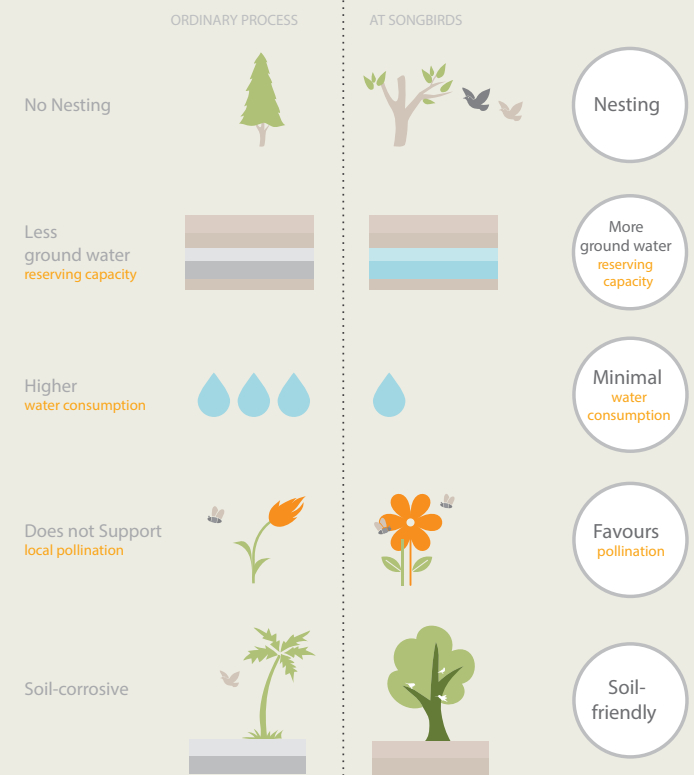 ORDINARY PROCESS
AT SONGBIRDS
No Nesting
Nesting
Less
ground water
reserving capacity
More
ground water
reserving
capacity
Higher
water consumption
Minimal
water
consumption
Does not Support
local pollination
Favours
pollination
Soil-corrosive
Soil-
friendly